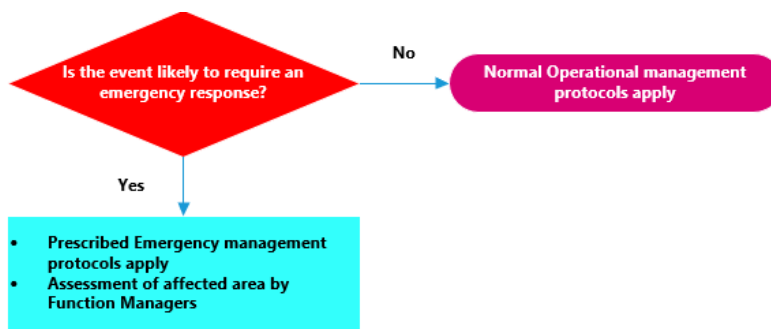 Is the event likely to require an
emergency response?
No
Normal Operational management
protocols apply
Yes
• Prescribed Emergency management
protocols apply
• Assessment of affected area by
Function Managers